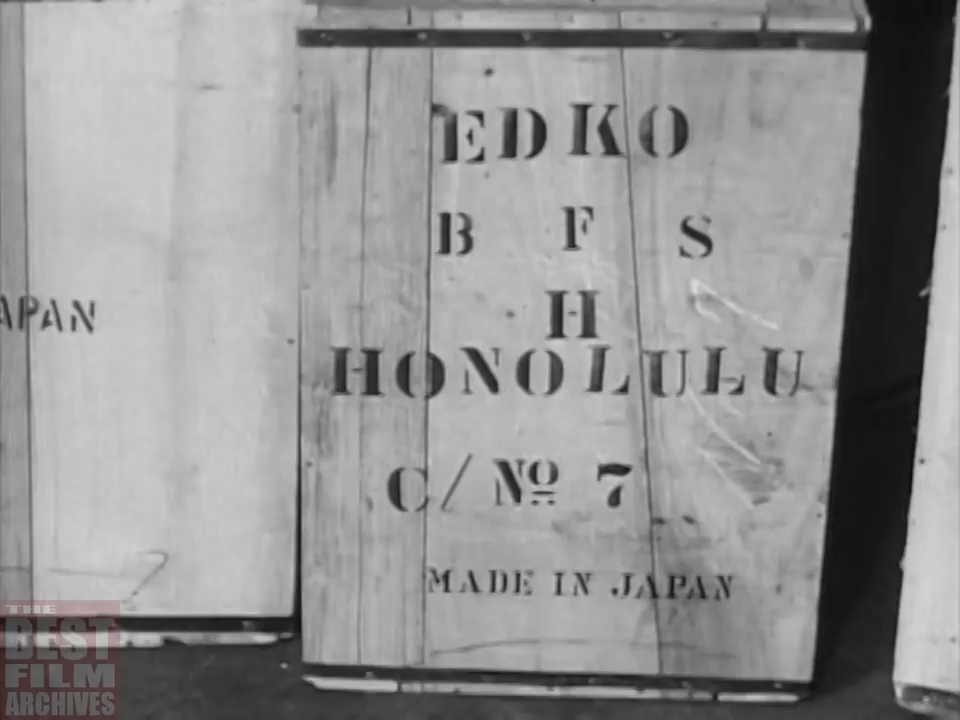 EDKO
B F S
H
HONOLULU
C/ Nº 7
MADE IN JAPAN
APAN
THE
BEST
FILM
ARCHIVES